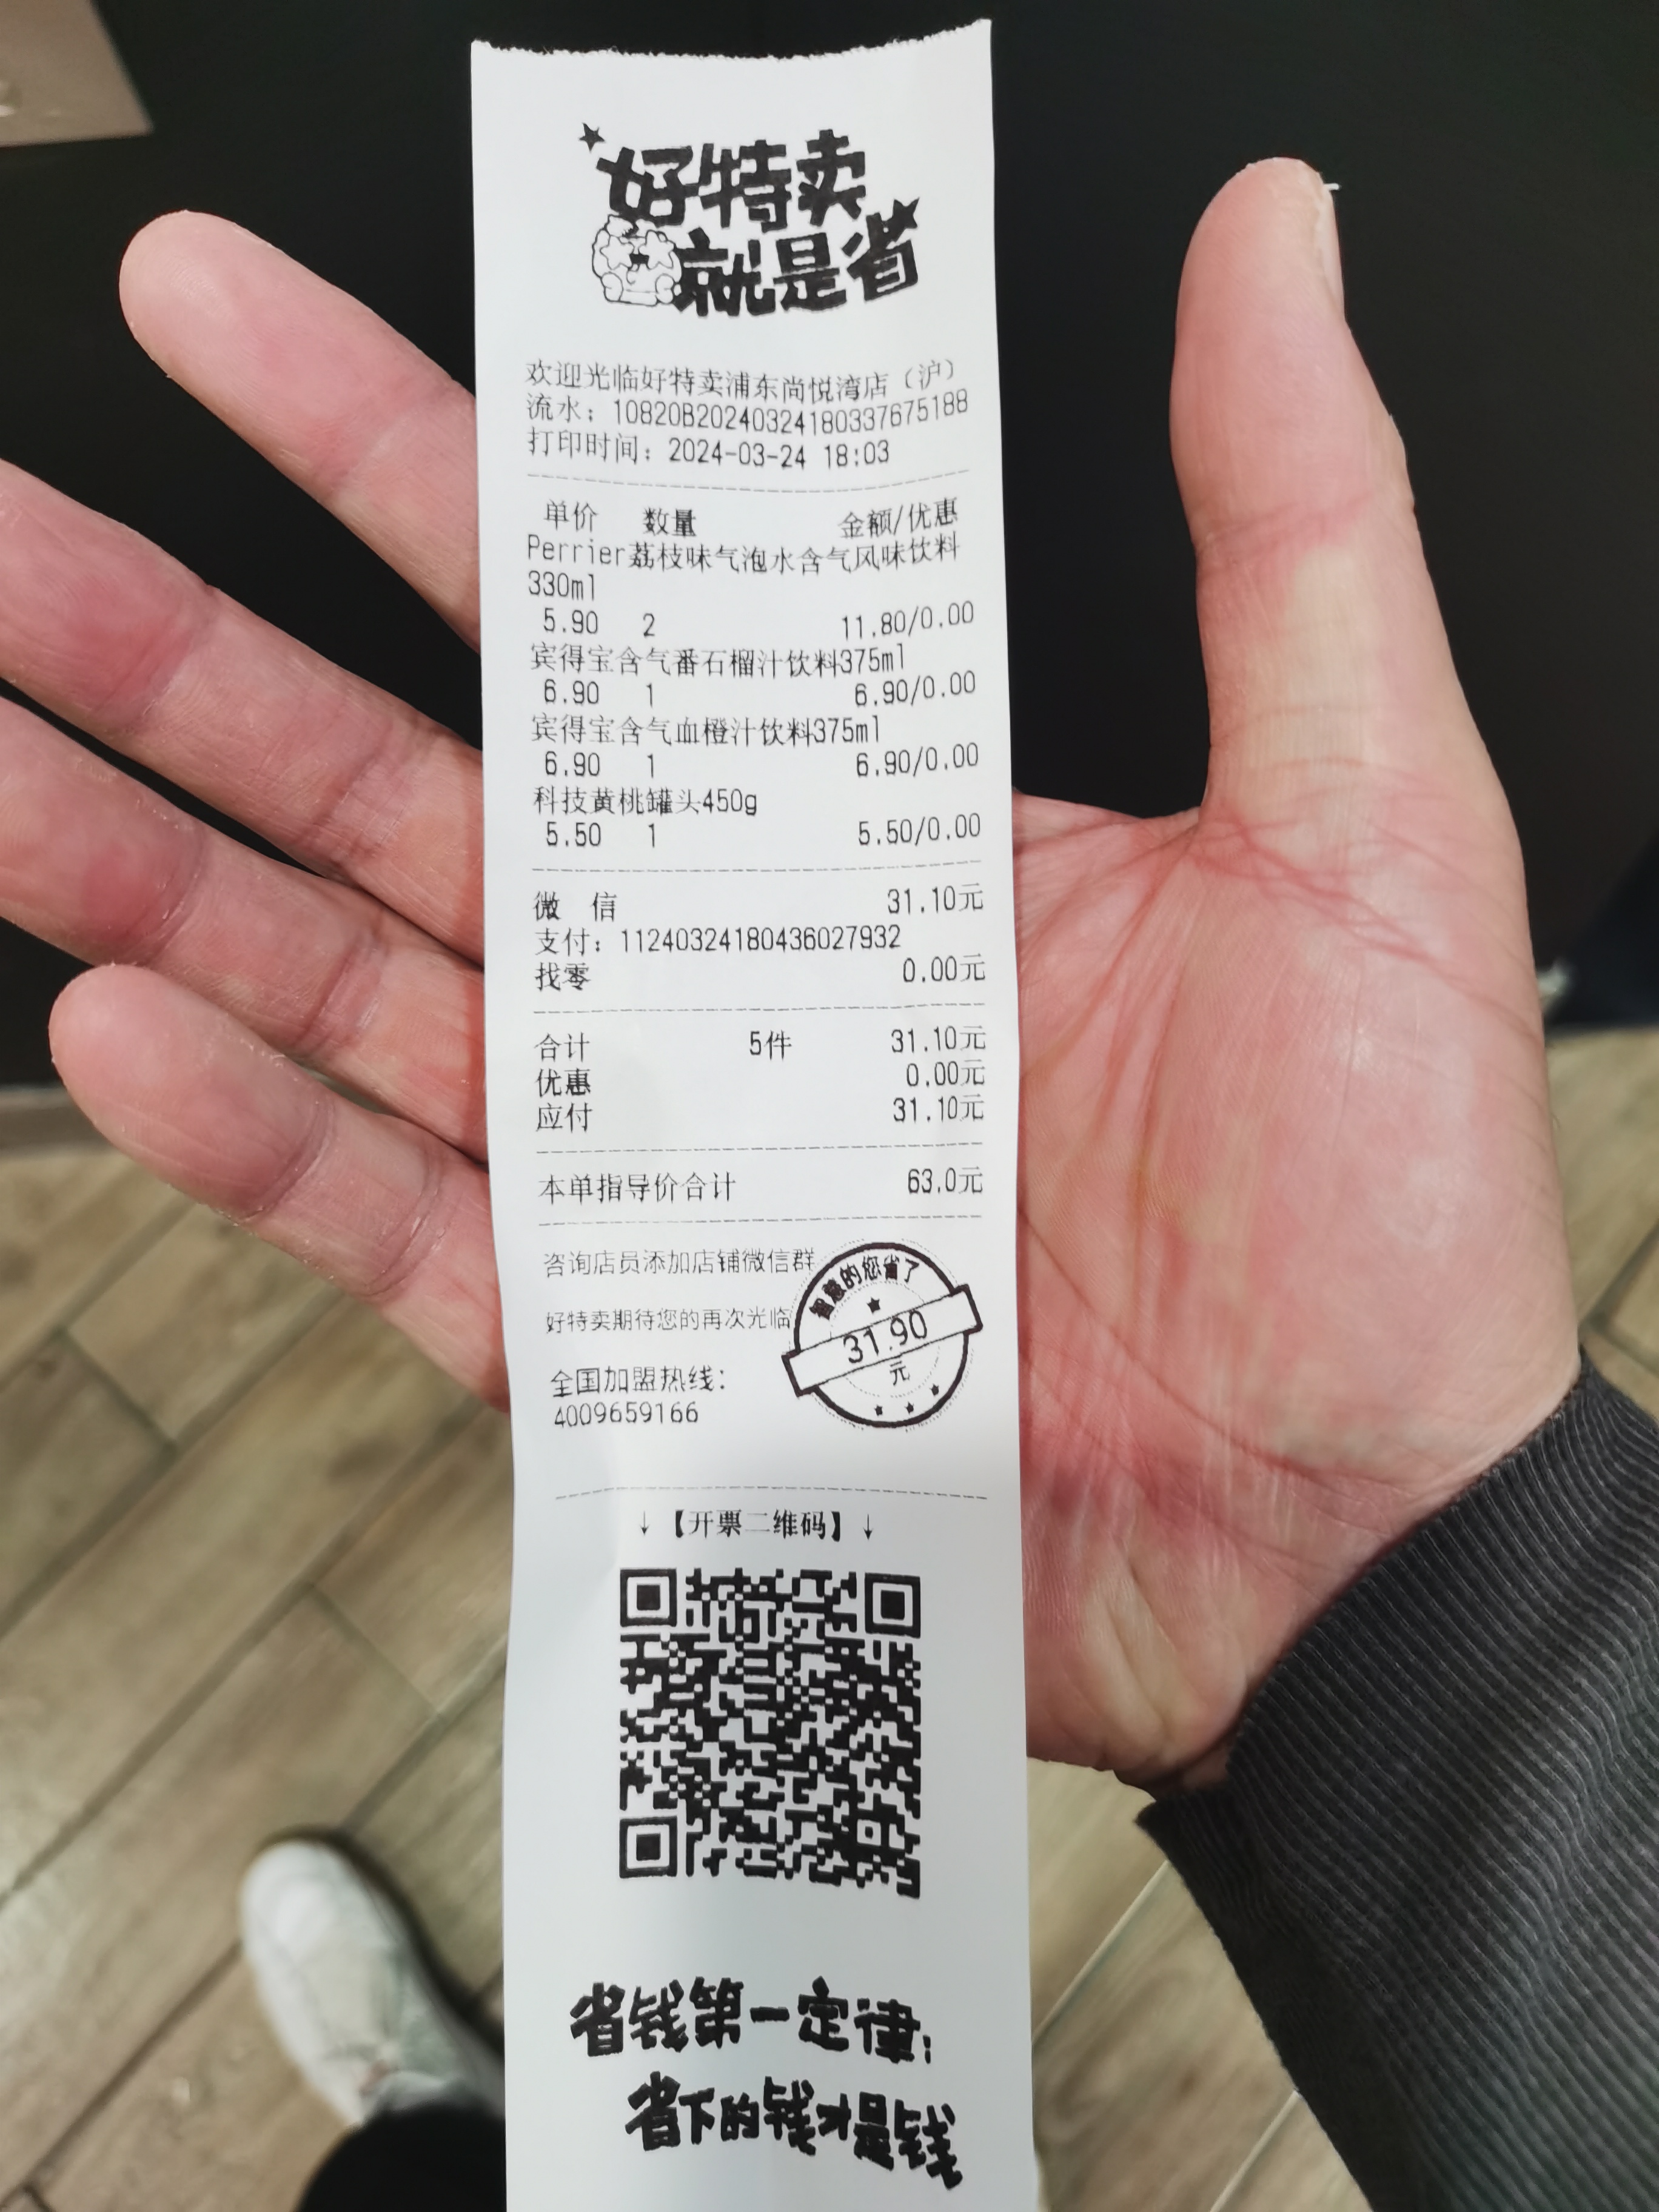 好特卖
就是省
欢迎光临好特卖浦东尚悦湾店（沪）
流水：10820B20240324180337675188
打印时间：2024-03-24 18:03
单价 数量 金额/优惠
Perrier荔枝味气泡水含气风味饮料
330ml
5.90 2 11.80/0.00
宾得宝含气番石榴汁饮料375ml
6.90 1 6.90/0.00
宾得宝含气血橙汁饮料375ml
6.90 1 6.90/0.00
科技黄桃罐头450g
5.50 1 5.50/0.00
微 信 31.10元
支付：11240324180436027932
找零 0.00元
合计 5件 31.10元
优惠 0.00元
应付 31.10元
本单指导价合计 63.0元
咨询店员添加店铺微信群
好特卖期待您的再次光临
智慧的您省了
31.90
元
全国加盟热线：
4009659166
↓【开票二维码】↓
省钱第一定律：
省下的钱才是钱